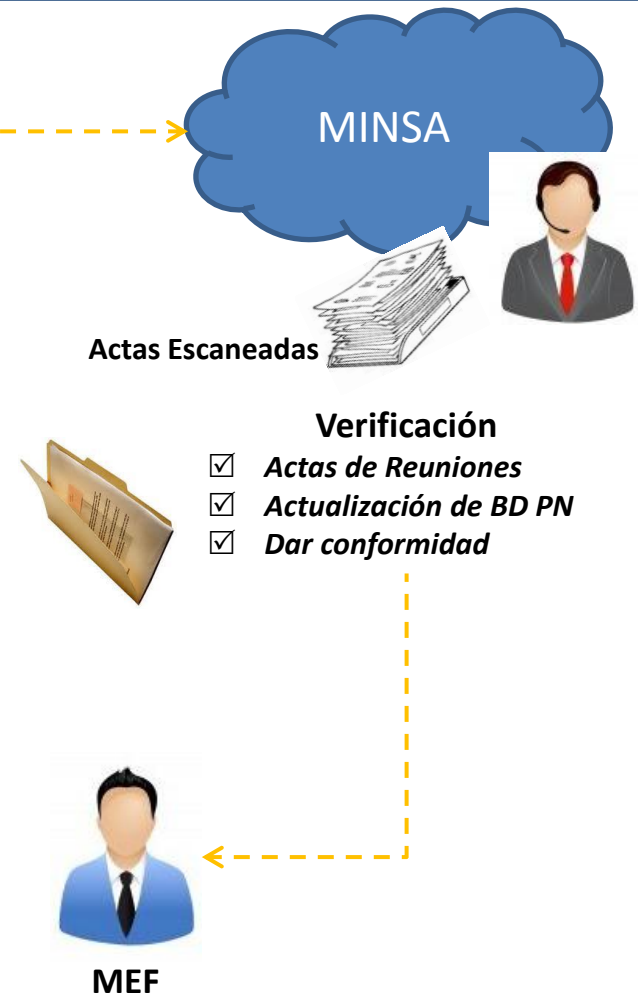 MINSA
Actas Escaneadas
Verificación
☑ Actas de Reuniones
☑ Actualización de BD PN
☑ Dar conformidad
MEF